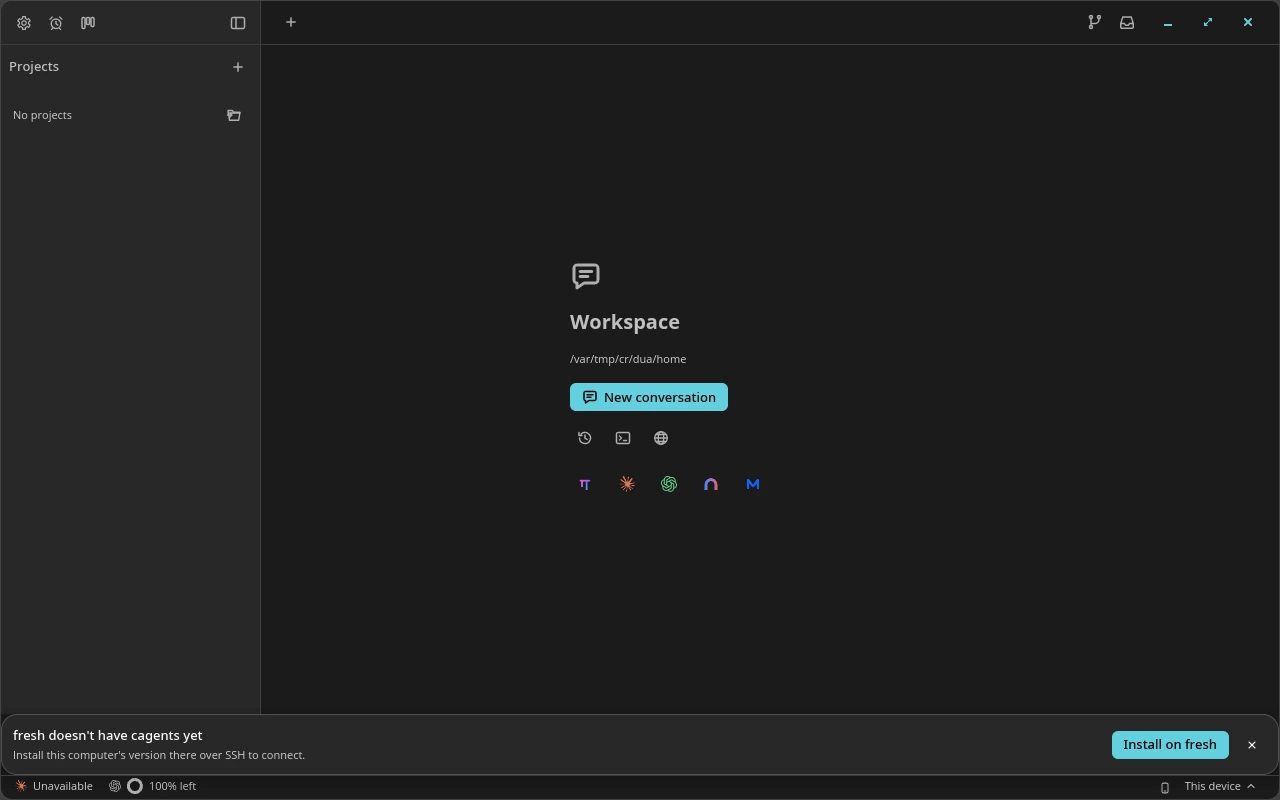 Projects
No projects
Workspace
/var/tmp/cr/dua/home
New conversation
fresh doesn't have cagents yet
Install this computer's version there over SSH to connect.
Install on fresh
Unavailable
100% left
This device